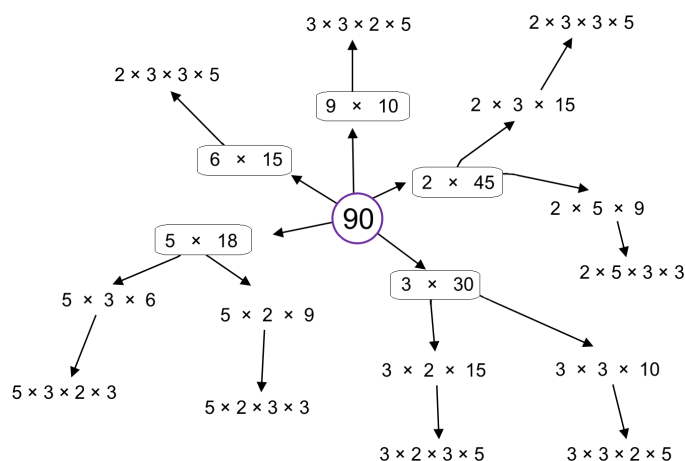 3 × 3 × 2 × 5
2 × 3 × 3 × 5
2 × 3 × 3 × 5
9 × 10
2 × 3 × 15
6 × 15
2 × 45
90
2 × 5 × 9
5 × 18
2 × 5 × 3 × 3
3 × 30
5 × 3 × 6
5 × 2 × 9
3 × 2 × 15
3 × 3 × 10
5 × 3 × 2 × 3
5 × 2 × 3 × 3
3 × 2 × 3 × 5
3 × 3 × 2 × 5